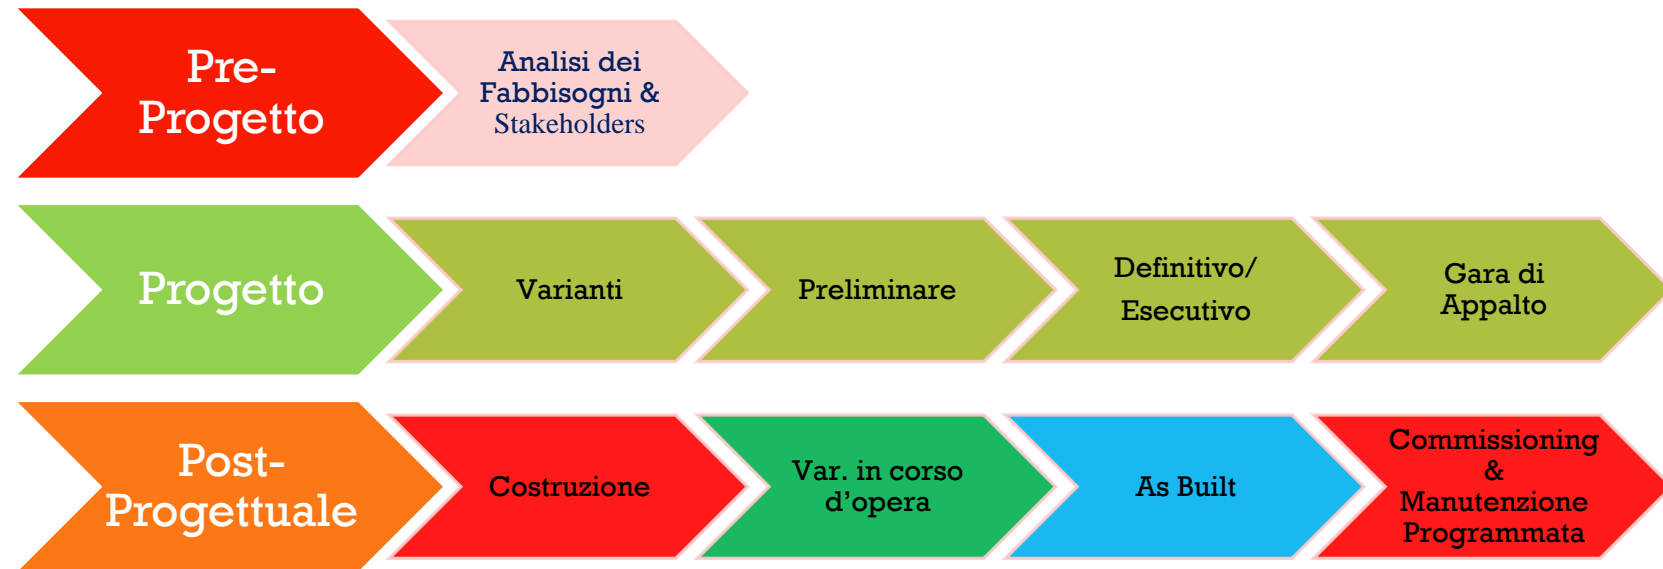 Pre-
Progetto
Analisi dei
Fabbisogni &
Stakeholders
Progetto
Varianti
Preliminare
Definitivo/
Esecutivo
Gara di
Appalto
Post-
Progettuale
Costruzione
Var. in corso
d’opera
As Built
Commissioning
&
Manutenzione
Programmata